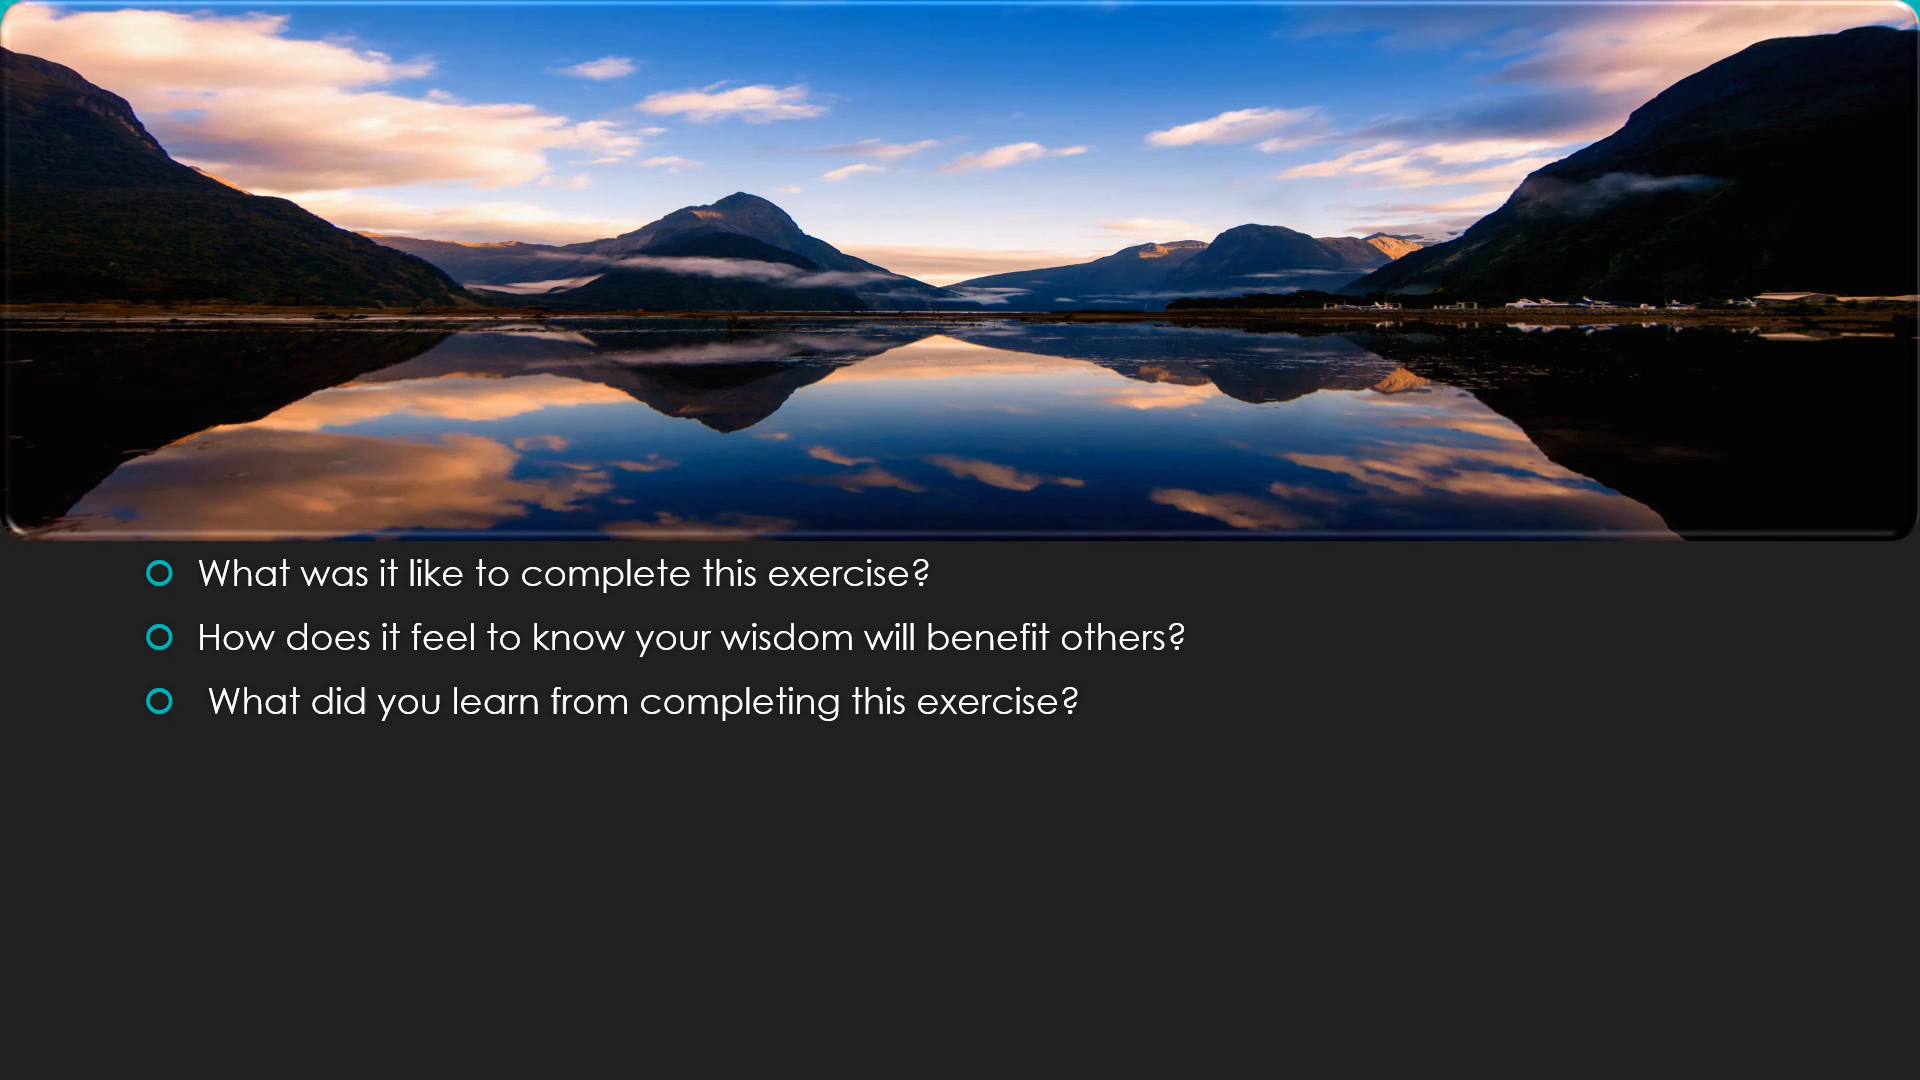 What was it like to complete this exercise?
How does it feel to know your wisdom will benefit others?
What did you learn from completing this exercise?